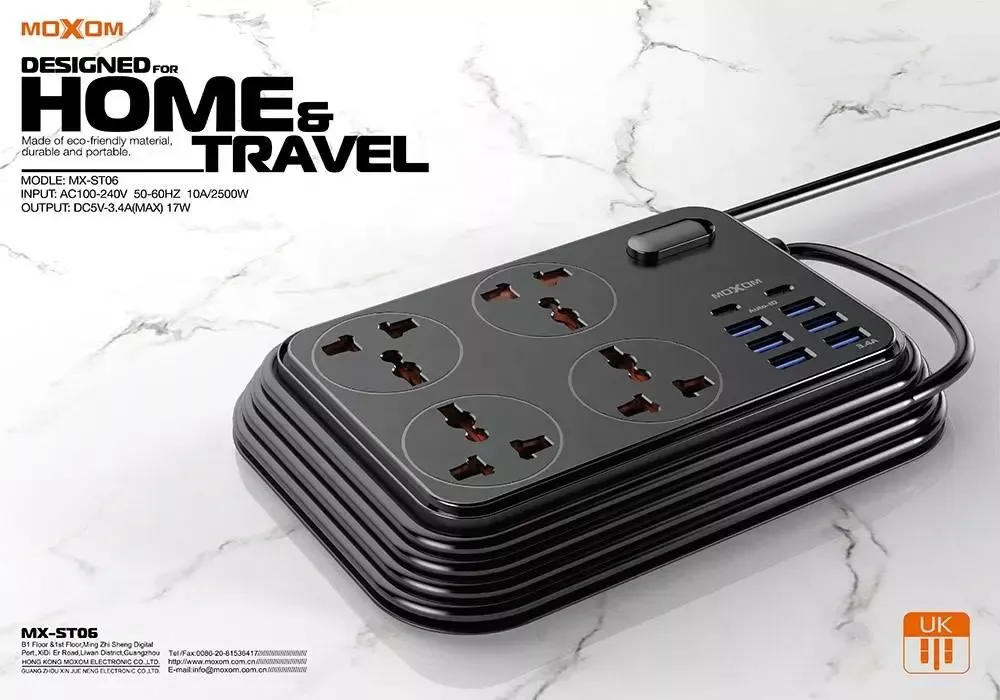 MOXOM
DESIGNED FOR
HOME &
TRAVEL
Made of eco-friendly material,
durable and portable.
MODLE: MX-ST06
INPUT: AC100-240V 50-60HZ 10A/2500W
OUTPUT: DC5V-3.4A(MAX) 17W
MOXOM
Auto-ID
3.4A
MX-ST06
B1 Floor &1st Floor,Ming Zhi Sheng Digital
Port,XiDi Er Road,Liwan District,Guangzhou
HONG KONG MOXOM ELECTRONIC CO.,LTD.
GUANG ZHOU XIN JUE NENG ELECTRONIC CO.,LTD.
Tel/Fax:0086-20-81536417/////////////////////
http://www.moxom.com.cn/////////////////////
E-mail:info@moxom.com.cn////////////////
UK